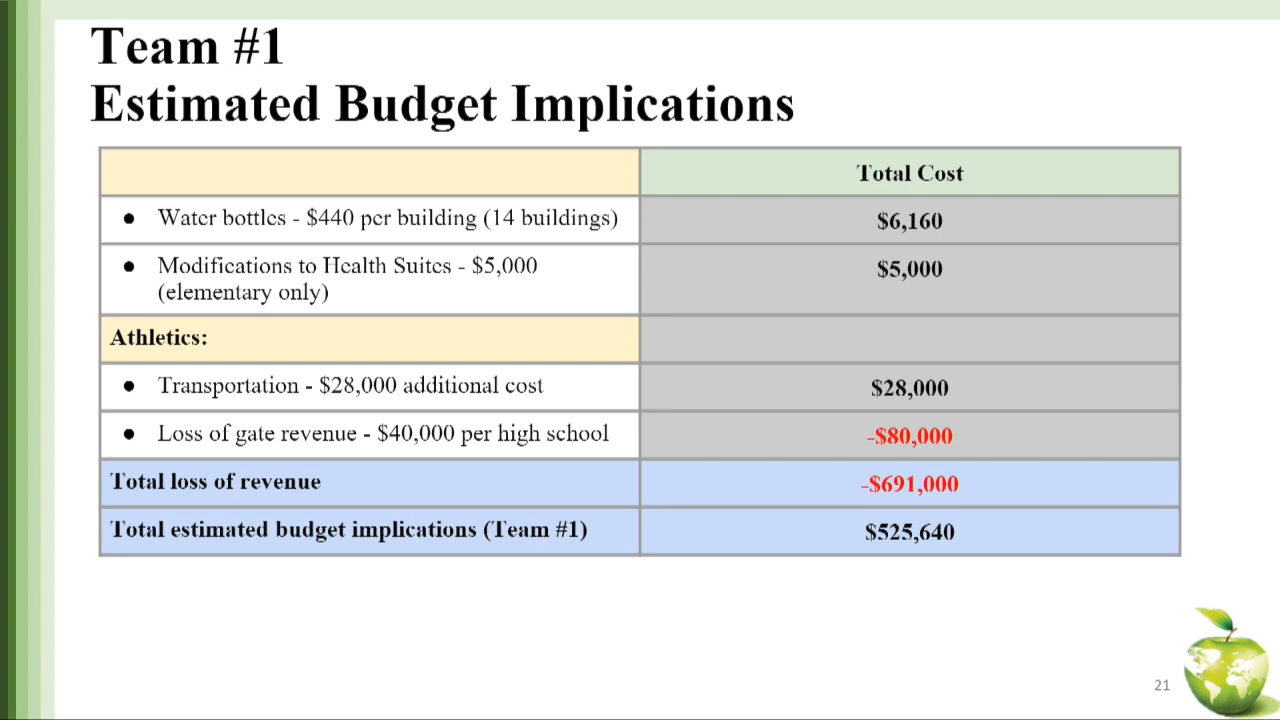 Team #1
Estimated Budget Implications
Total Cost
● Water bottles - $440 per building (14 buildings)
$6,160
● Modifications to Health Suites - $5,000
(elementary only)
$5,000
Athletics:
● Transportation - $28,000 additional cost
$28,000
● Loss of gate revenue - $40,000 per high school
-$80,000
Total loss of revenue
-$691,000
Total estimated budget implications (Team #1)
$525,640
21